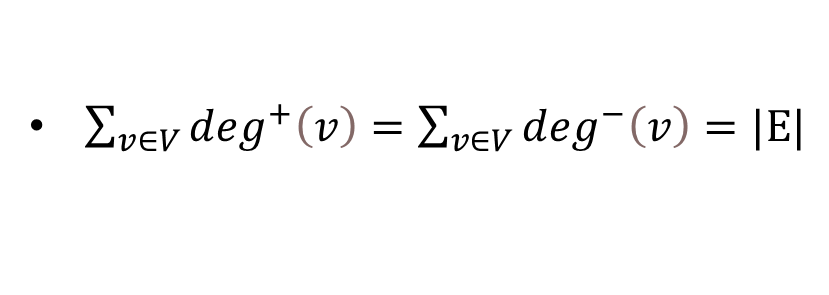 • ∑_{v∈V} deg⁺(v) = ∑_{v∈V} deg⁻(v) = |E|